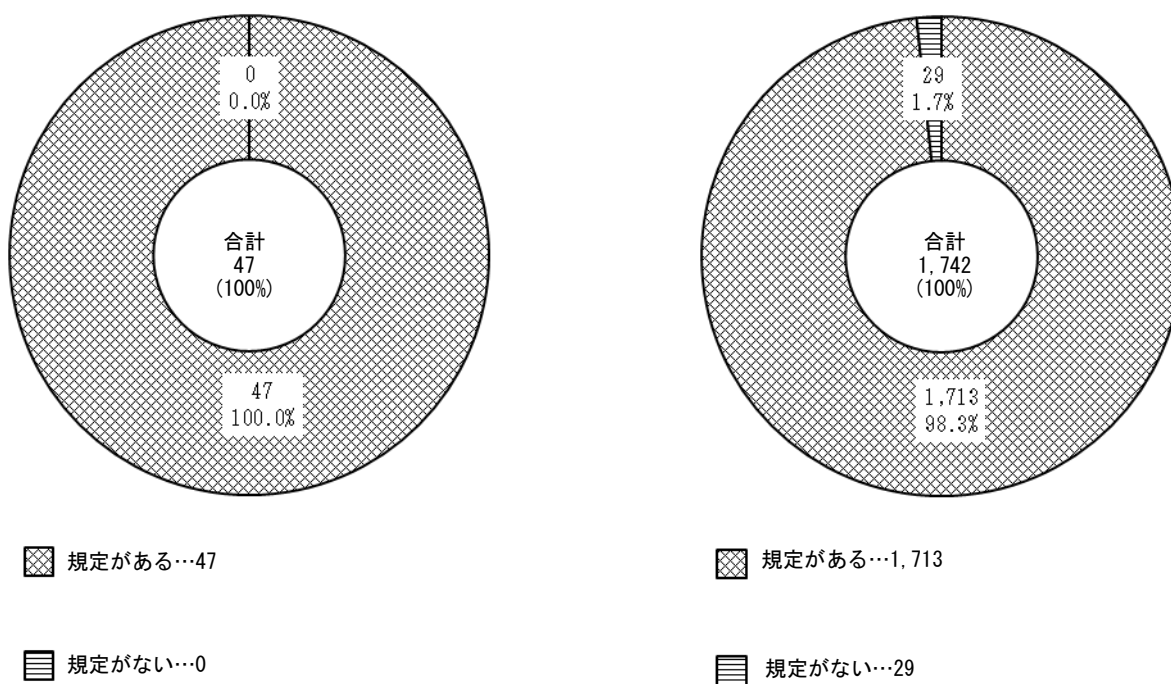 0
0.0%
合計
47
(100%)
47
100.0%
規定がある…47
規定がない…0
29
1.7%
合計
1,742
(100%)
1,713
98.3%
規定がある…1,713
規定がない…29